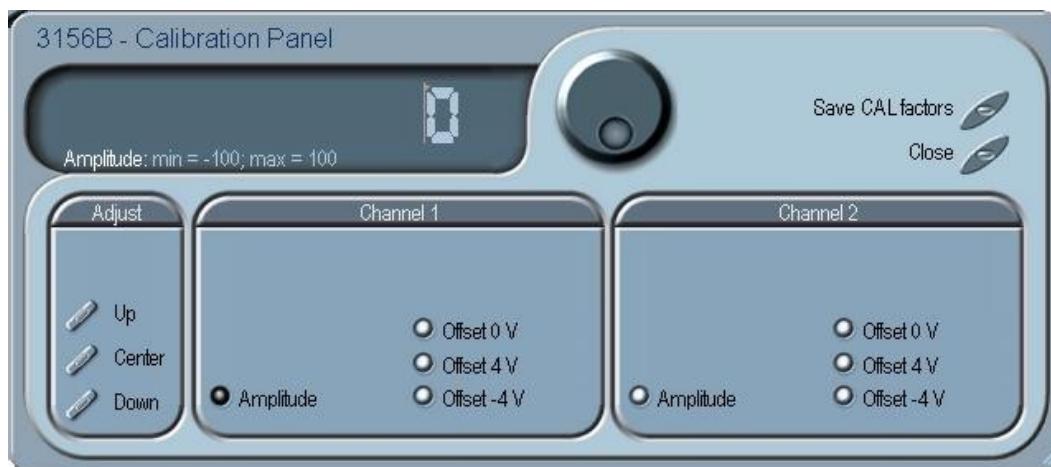 3156B - Calibration Panel
0
Amplitude: min = -100; max = 100
Save CAL factors
Close
Adjust
Up
Center
Down
Channel 1
Offset 0 V
Offset 4 V
Amplitude
Offset -4 V
Channel 2
Offset 0 V
Offset 4 V
Amplitude
Offset -4 V